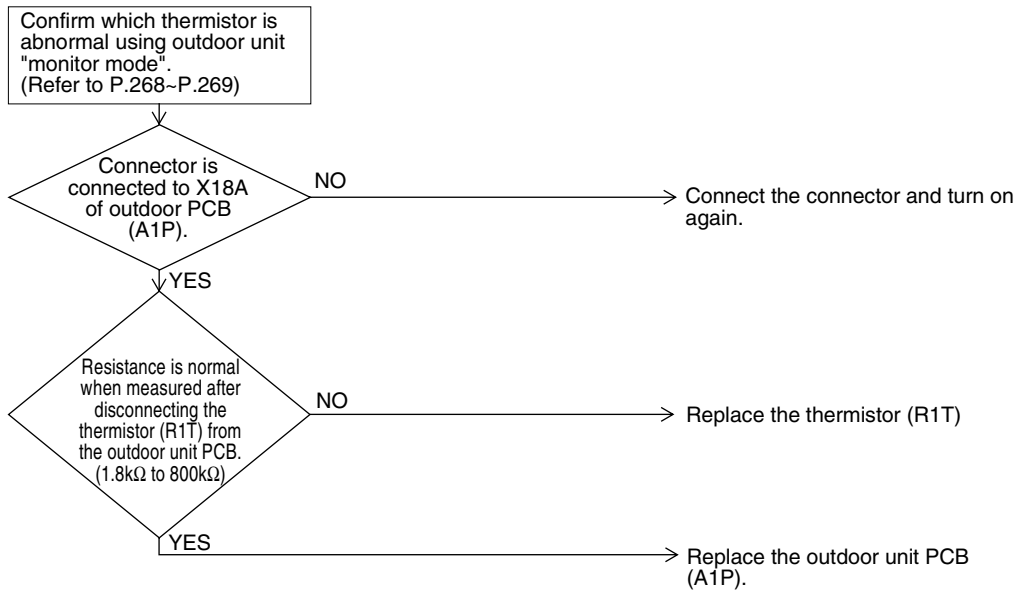 Confirm which thermistor is
abnormal using outdoor unit
"monitor mode".
(Refer to P.268~P.269)
Connector is
connected to X18A
of outdoor PCB
(A1P).
NO
Connect the connector and turn on
again.
YES
Resistance is normal
when measured after
disconnecting the
thermistor (R1T) from
the outdoor unit PCB.
(1.8kΩ to 800kΩ)
NO
Replace the thermistor (R1T)
YES
Replace the outdoor unit PCB
(A1P).